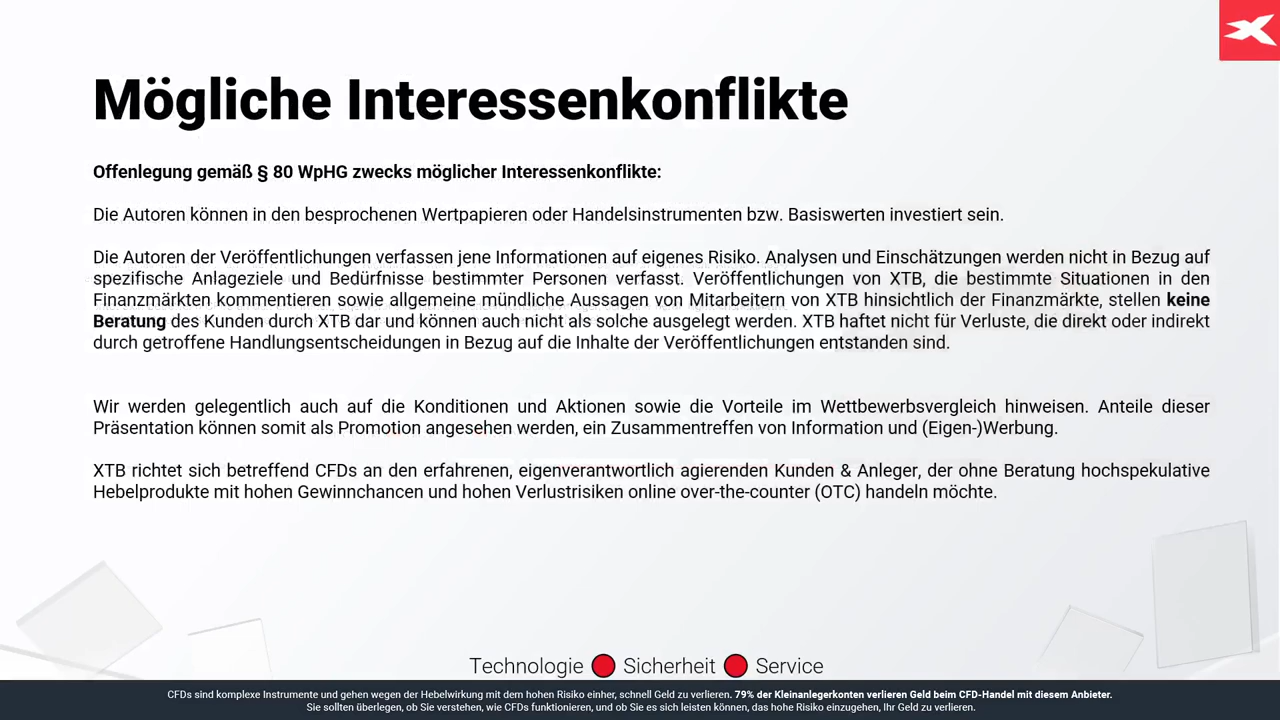 Mögliche Interessenkonflikte
Offenlegung gemäß § 80 WpHG zwecks möglicher Interessenkonflikte:
Die Autoren können in den besprochenen Wertpapieren oder Handelsinstrumenten bzw. Basiswerten investiert sein.
Die Autoren der Veröffentlichungen verfassen jene Informationen auf eigenes Risiko. Analysen und Einschätzungen werden nicht in Bezug auf
spezifische Anlageziele und Bedürfnisse bestimmter Personen verfasst. Veröffentlichungen von XTB, die bestimmte Situationen in den
Finanzmärkten kommentieren sowie allgemeine mündliche Aussagen von Mitarbeitern von XTB hinsichtlich der Finanzmärkte, stellen keine
Beratung des Kunden durch XTB dar und können auch nicht als solche ausgelegt werden. XTB haftet nicht für Verluste, die direkt oder indirekt
durch getroffene Handlungsentscheidungen in Bezug auf die Inhalte der Veröffentlichungen entstanden sind.
Wir werden gelegentlich auch auf die Konditionen und Aktionen sowie die Vorteile im Wettbewerbsvergleich hinweisen. Anteile dieser
Präsentation können somit als Promotion angesehen werden, ein Zusammentreffen von Information und (Eigen-)Werbung.
XTB richtet sich betreffend CFDs an den erfahrenen, eigenverantwortlich agierenden Kunden & Anleger, der ohne Beratung hochspekulative
Hebelprodukte mit hohen Gewinnchancen und hohen Verlustrisiken online over-the-counter (OTC) handeln möchte.
Technologie Sicherheit Service
CFDs sind komplexe Instrumente und gehen wegen der Hebelwirkung mit dem hohen Risiko einher, schnell Geld zu verlieren. 79% der Kleinanlegerkonten verlieren Geld beim CFD-Handel mit diesem Anbieter.
Sie sollten überlegen, ob Sie verstehen, wie CFDs funktionieren, und ob Sie es sich leisten können, das hohe Risiko einzugehen, Ihr Geld zu verlieren.